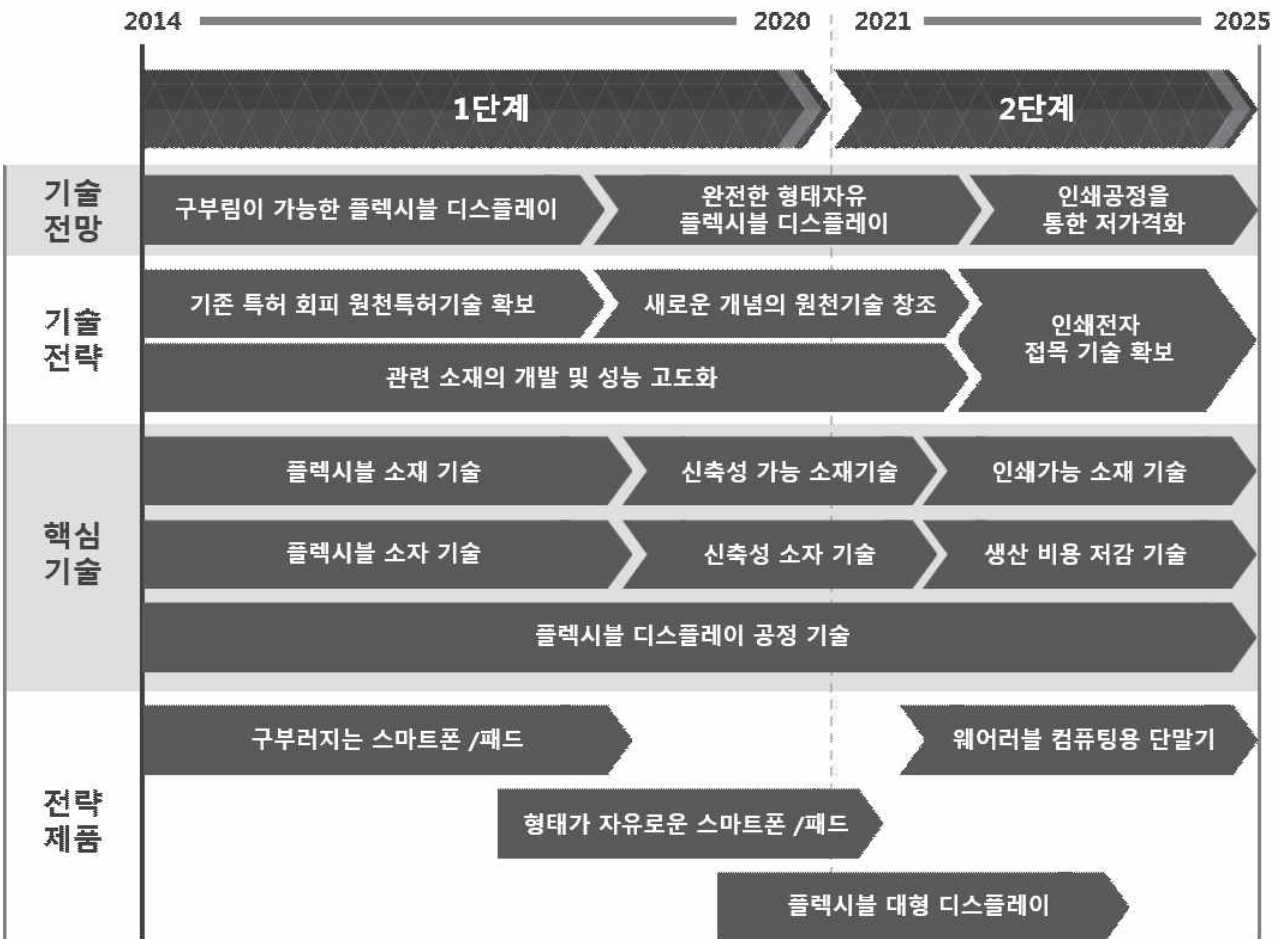 2014
2020
2021
2025
1단계
2단계
기술
전망
구부림이 가능한 플렉시블 디스플레이
완전한 형태자유
플렉시블 디스플레이
인쇄공정을
통한 저가격화
기술
전략
기존 특허 회피 원천특허기술 확보
새로운 개념의 원천기술 창조
인쇄전자
접목 기술 확보
관련 소재의 개발 및 성능 고도화
핵심
기술
플렉시블 소재 기술
신축성 가능 소재기술
인쇄가능 소재 기술
플렉시블 소자 기술
신축성 소자 기술
생산 비용 저감 기술
플렉시블 디스플레이 공정 기술
전략
제품
구부러지는 스마트폰 /패드
웨어러블 컴퓨팅용 단말기
형태가 자유로운 스마트폰 /패드
플렉시블 대형 디스플레이